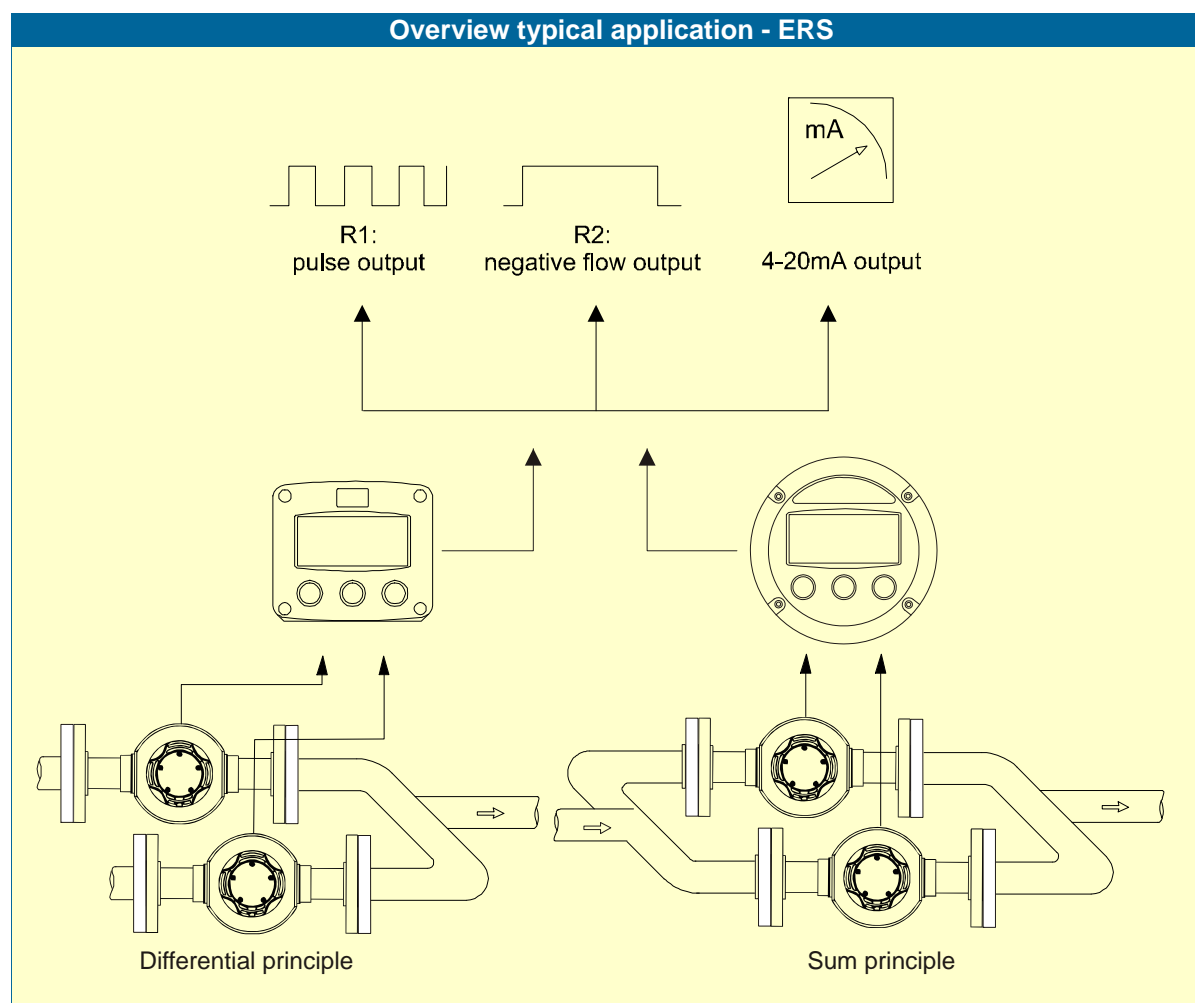 Overview typical application - ERS
mA
R1:
pulse output
R2:
negative flow output
4-20mA output
Differential principle
Sum principle